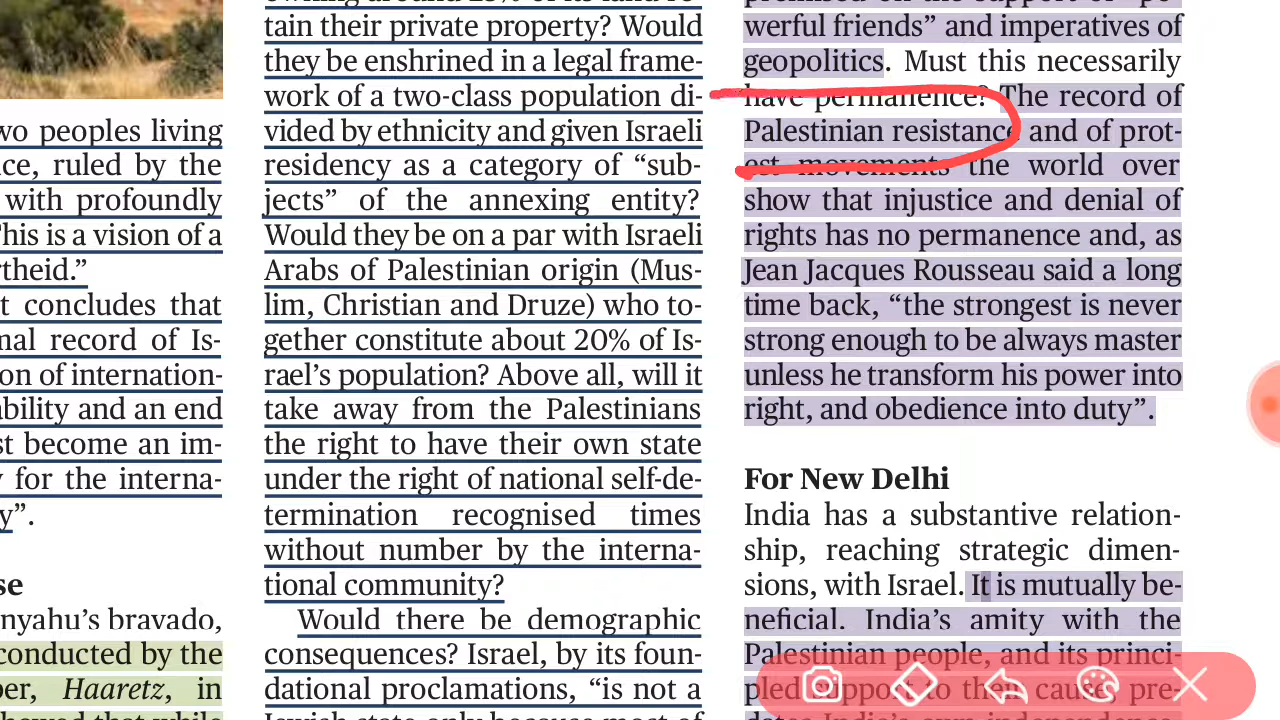 wo peoples living
ce, ruled by the
with profoundly
This is a vision of a
rtheid.”
t concludes that
nal record of Is-
on of internation-
ability and an end
st become an im-
y for the interna-
y”.
se
nyahu’s bravado,
conducted by the
er, Haaretz, in
tain their private property? Would
they be enshrined in a legal frame-
work of a two-class population di-
vided by ethnicity and given Israeli
residency as a category of “sub-
jects” of the annexing entity?
Would they be on a par with Israeli
Arabs of Palestinian origin (Mus-
lim, Christian and Druze) who to-
gether constitute about 20% of Is-
rael’s population? Above all, will it
take away from the Palestinians
the right to have their own state
under the right of national self-de-
termination recognised times
without number by the interna-
tional community?
Would there be demographic
consequences? Israel, by its foun-
dational proclamations, “is not a
werful friends” and imperatives of
geopolitics. Must this necessarily
have permanence? The record of
Palestinian resistance and of prot-
est movements the world over
show that injustice and denial of
rights has no permanence and, as
Jean Jacques Rousseau said a long
time back, “the strongest is never
strong enough to be always master
unless he transform his power into
right, and obedience into duty”.
For New Delhi
India has a substantive relation-
ship, reaching strategic dimen-
sions, with Israel. It is mutually be-
neficial. India’s amity with the
Palestinian people, and its princi-
pled support to their cause, pre-